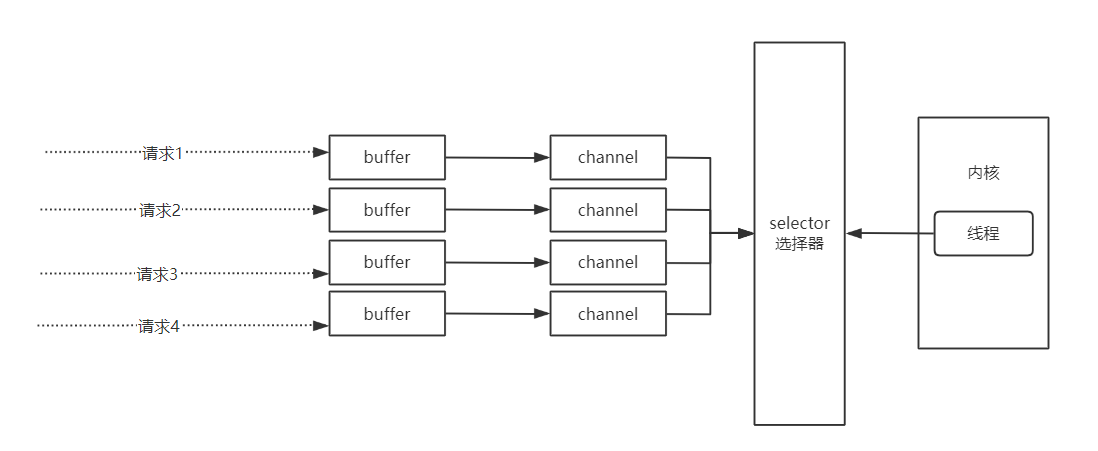 请求1
buffer
channel
请求2
buffer
channel
请求3
buffer
channel
请求4
buffer
channel
selector
选择器
内核
线程